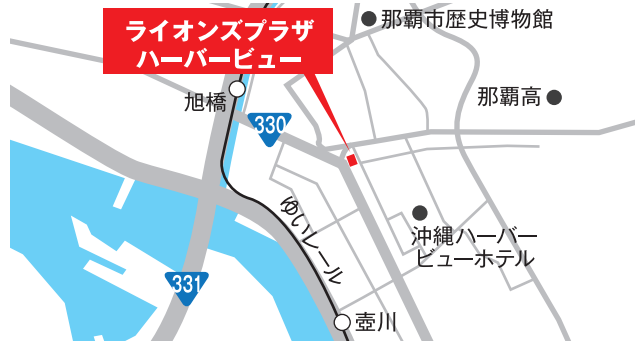 ライオンズプラザ
ハーバービュー
那覇市歴史博物館
旭橋
那覇高
330
ゆいレール
沖縄ハーバー
ビューホテル
331
壺川